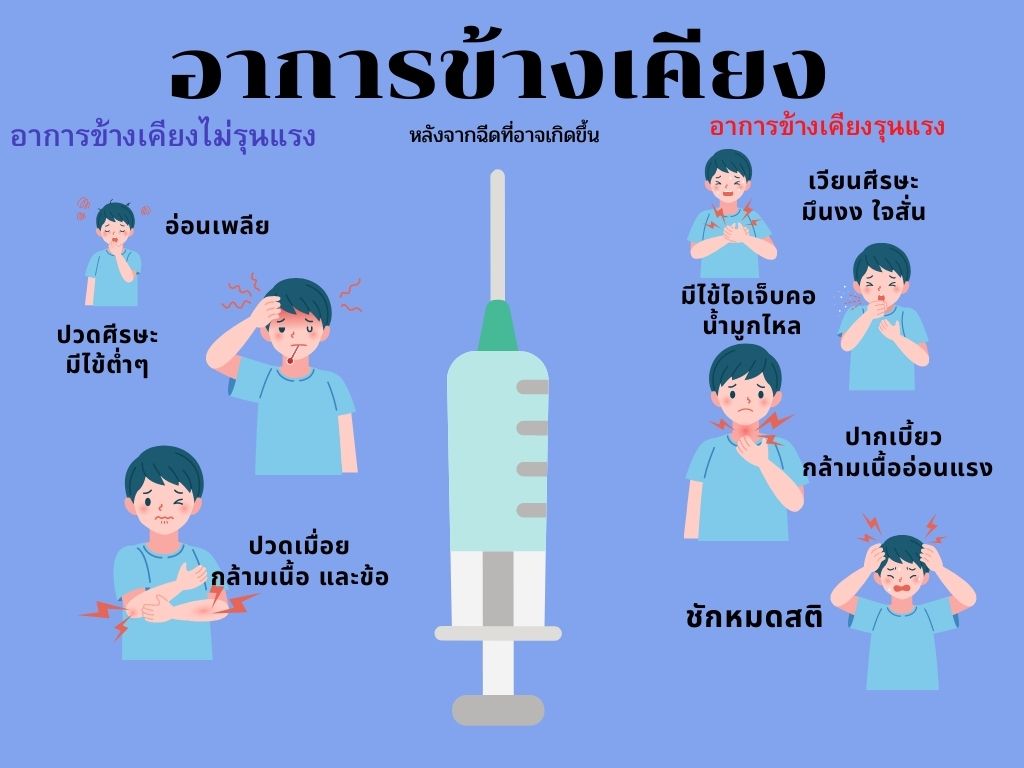 อาการข้างเคียง
อาการข้างเคียงไม่รุนแรง
หลังจากฉีดที่อาจเกิดขึ้น
อาการข้างเคียงรุนแรง
อ่อนเพลีย
ปวดศีรษะ
มีไข้ต่ำๆ
ปวดเมื่อย
กล้ามเนื้อ และข้อ
เวียนศีรษะ
มึนงง ใจสั่น
มีไข้ไอเจ็บคอ
น้ำมูกไหล
ปากเบี้ยว
กล้ามเนื้ออ่อนแรง
ชักหมดสติ